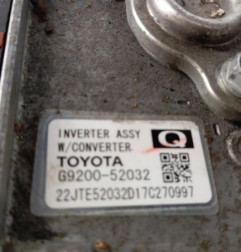 INVERTER ASSY
W/CONVERTER Q
TOYOTA
G9200-52032
22JTE52032D17C270997